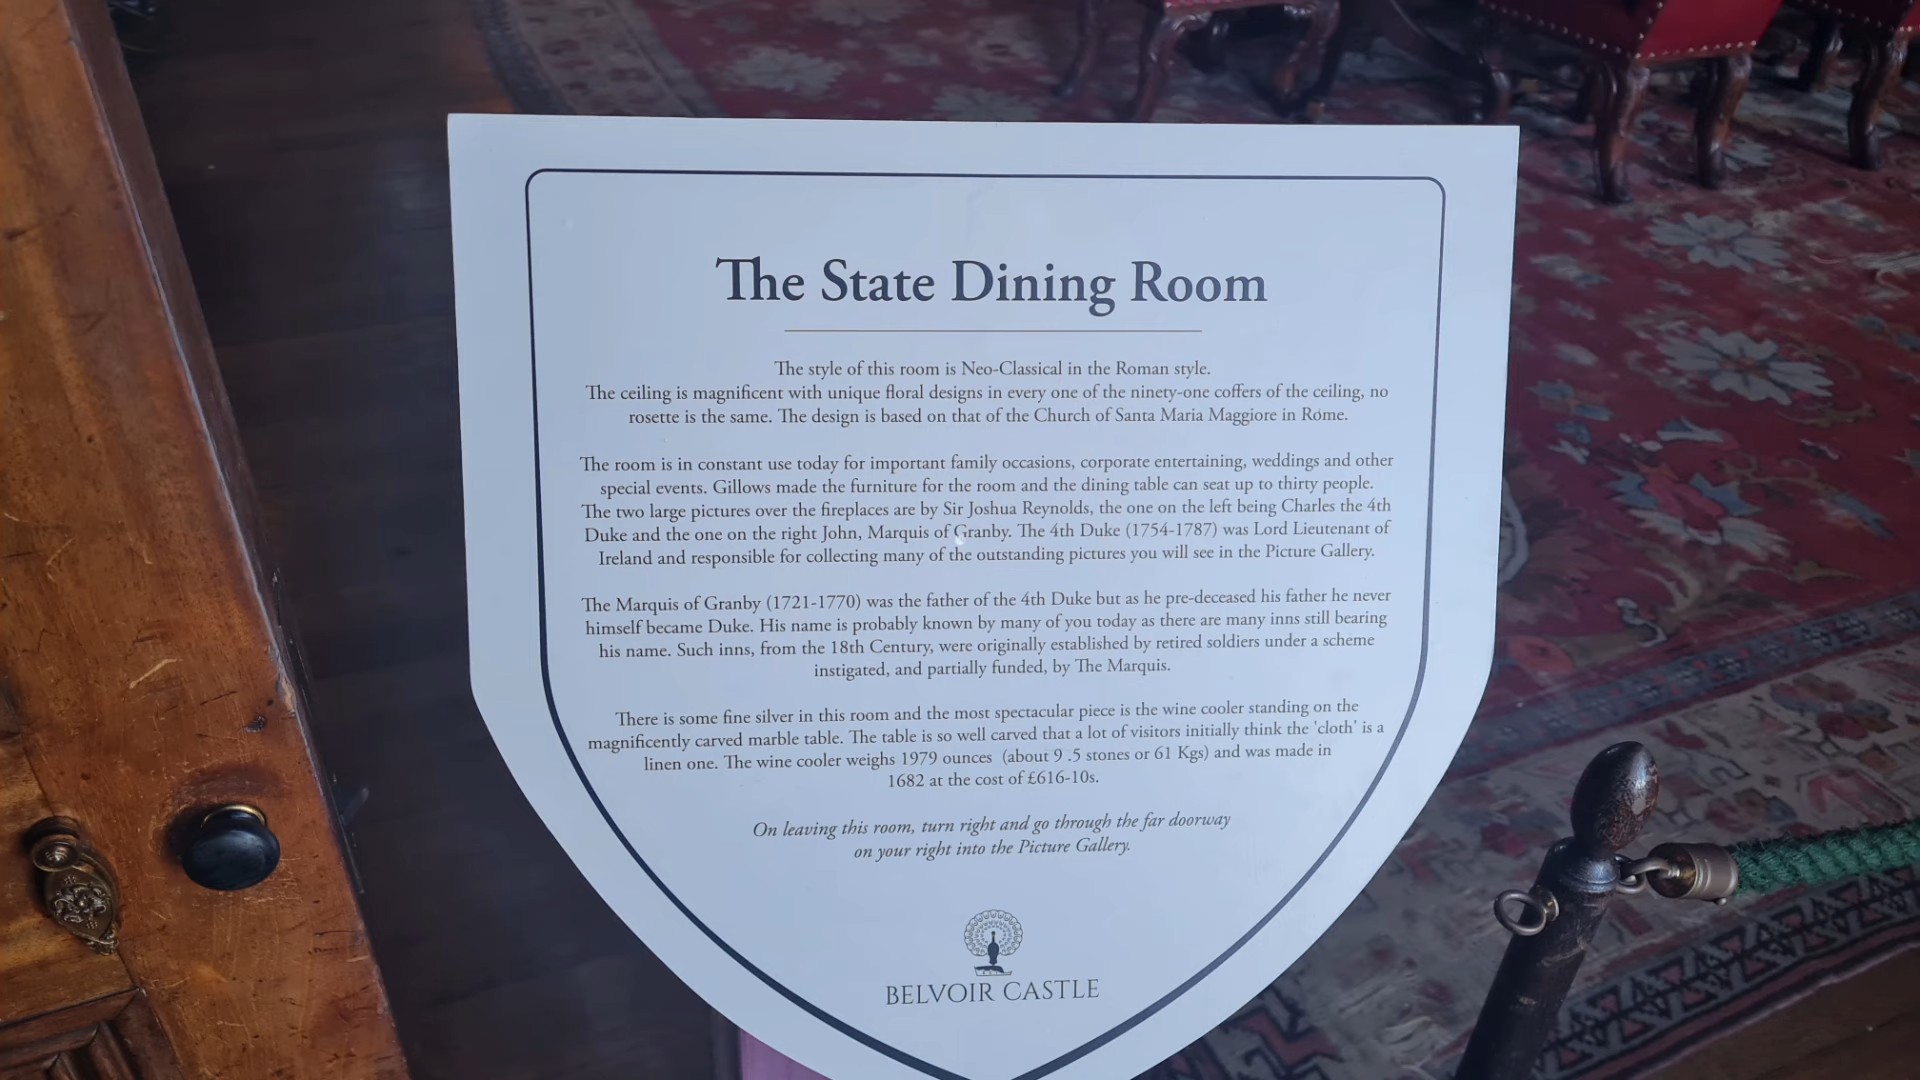 The State Dining Room
The style of this room is Neo-Classical in the Roman style.
The ceiling is magnificent with unique floral designs in every one of the ninety-one coffers of the ceiling, no
rosette is the same. The design is based on that of the Church of Santa Maria Maggiore in Rome.
The room is in constant use today for important family occasions, corporate entertaining, weddings and other
special events. Gillows made the furniture for the room and the dining table can seat up to thirty people.
The two large pictures over the fireplaces are by Sir Joshua Reynolds, the one on the left being Charles the 4th
Duke and the one on the right John, Marquis of Granby. The 4th Duke (1754-1787) was Lord Lieutenant of
Ireland and responsible for collecting many of the outstanding pictures you will see in the Picture Gallery.
The Marquis of Granby (1721-1770) was the father of the 4th Duke but as he pre-deceased his father he never
himself became Duke. His name is probably known by many of you today as there are many inns still bearing
his name. Such inns, from the 18th Century, were originally established by retired soldiers under a scheme
instigated, and partially funded, by The Marquis.
There is some fine silver in this room and the most spectacular piece is the wine cooler standing on the
magnificently carved marble table. The table is so well carved that a lot of visitors initially think the 'cloth' is a
linen one. The wine cooler weighs 1979 ounces (about 9 .5 stones or 61 Kgs) and was made in
1682 at the cost of £616-10s.
On leaving this room, turn right and go through the far doorway
on your right into the Picture Gallery.
BELVOIR CASTLE